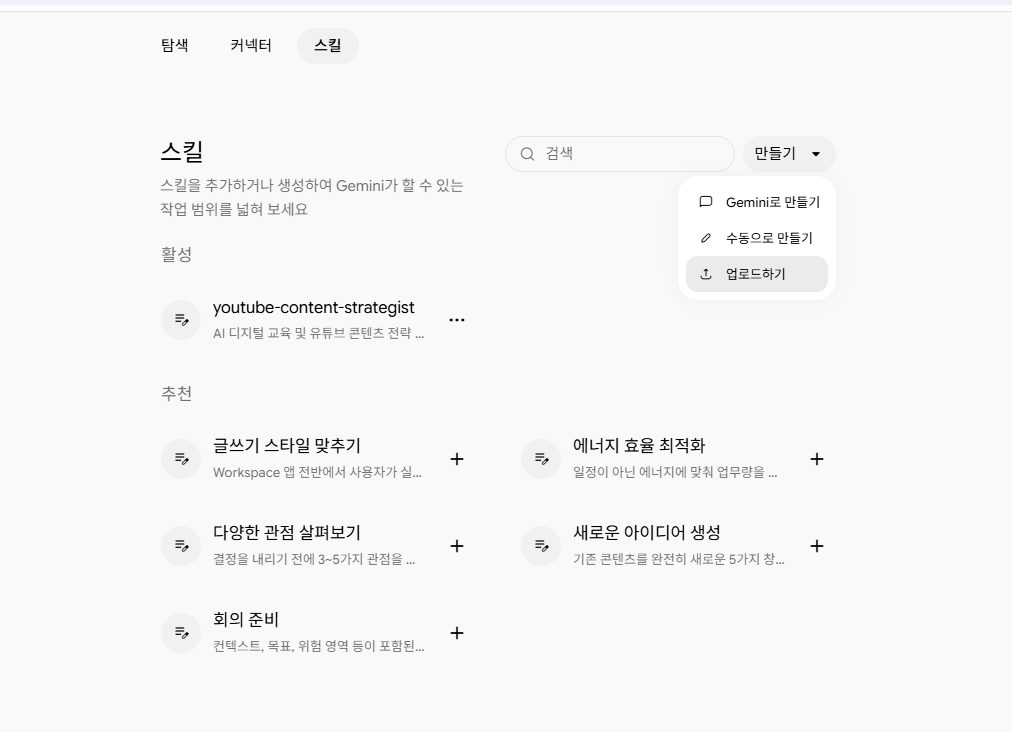 탐색
커넥터
스킬
스킬
검색
만들기
스킬을 추가하거나 생성하여 Gemini가 할 수 있는
작업 범위를 넓혀 보세요
Gemini로 만들기
수동으로 만들기
업로드하기
활성
youtube-content-strategist
AI 디지털 교육 및 유튜브 콘텐츠 전략 ...
추천
글쓰기 스타일 맞추기
Workspace 앱 전반에서 사용자가 실...
에너지 효율 최적화
일정이 아닌 에너지에 맞춰 업무량을 ...
다양한 관점 살펴보기
결정을 내리기 전에 3~5가지 관점을 ...
새로운 아이디어 생성
기존 콘텐츠를 완전히 새로운 5가지 창...
회의 준비
컨텍스트, 목표, 위험 영역 등이 포함된...